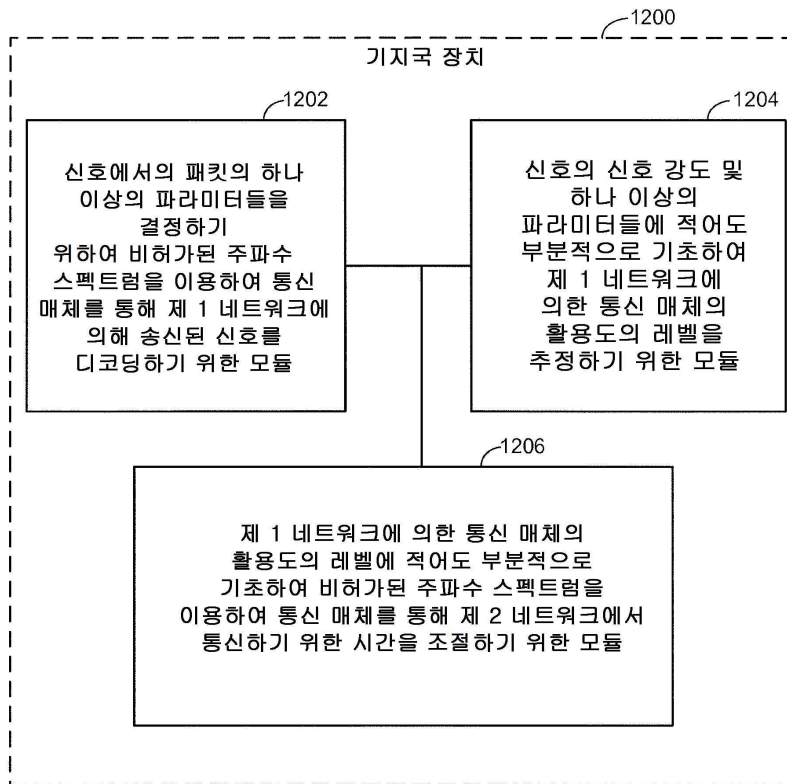 1200
기지국 장치
1202
신호에서의 패킷의 하나
이상의 파라미터들을
결정하기
위하여 비허가된 주파수
스펙트럼을 이용하여 통신
매체를 통해 제 1 네트워크에
의해 송신된 신호를
디코딩하기 위한 모듈
1204
신호의 신호 강도 및
하나 이상의
파라미터들에 적어도
부분적으로 기초하여
제 1 네트워크에
의한 통신 매체의
활용도의 레벨을
추정하기 위한 모듈
1206
제 1 네트워크에 의한 통신 매체의
활용도의 레벨에 적어도 부분적으로
기초하여 비허가된 주파수 스펙트럼을
이용하여 통신 매체를 통해 제 2 네트워크에서
통신하기 위한 시간을 조절하기 위한 모듈